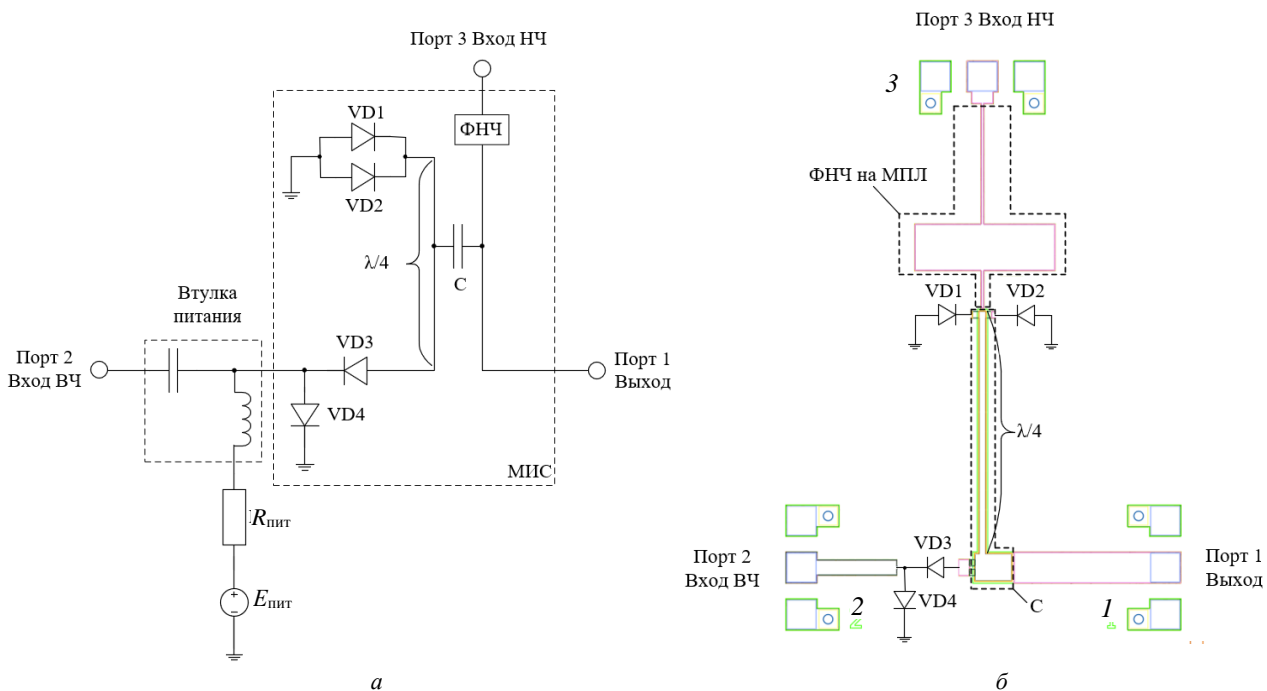 Порт 3 Вход НЧ
VD1
ФНЧ
VD2
λ/4
C
Втулка
питания
Порт 2
Вход ВЧ
VD3
Порт 1
Выход
VD4
МИС
Rпит
Eпит
а
Порт 3 Вход НЧ
3
ФНЧ на МПЛ
VD1
VD2
λ/4
Порт 2
Вход ВЧ
VD3
Порт 1
Выход
VD4
C
2
1
б